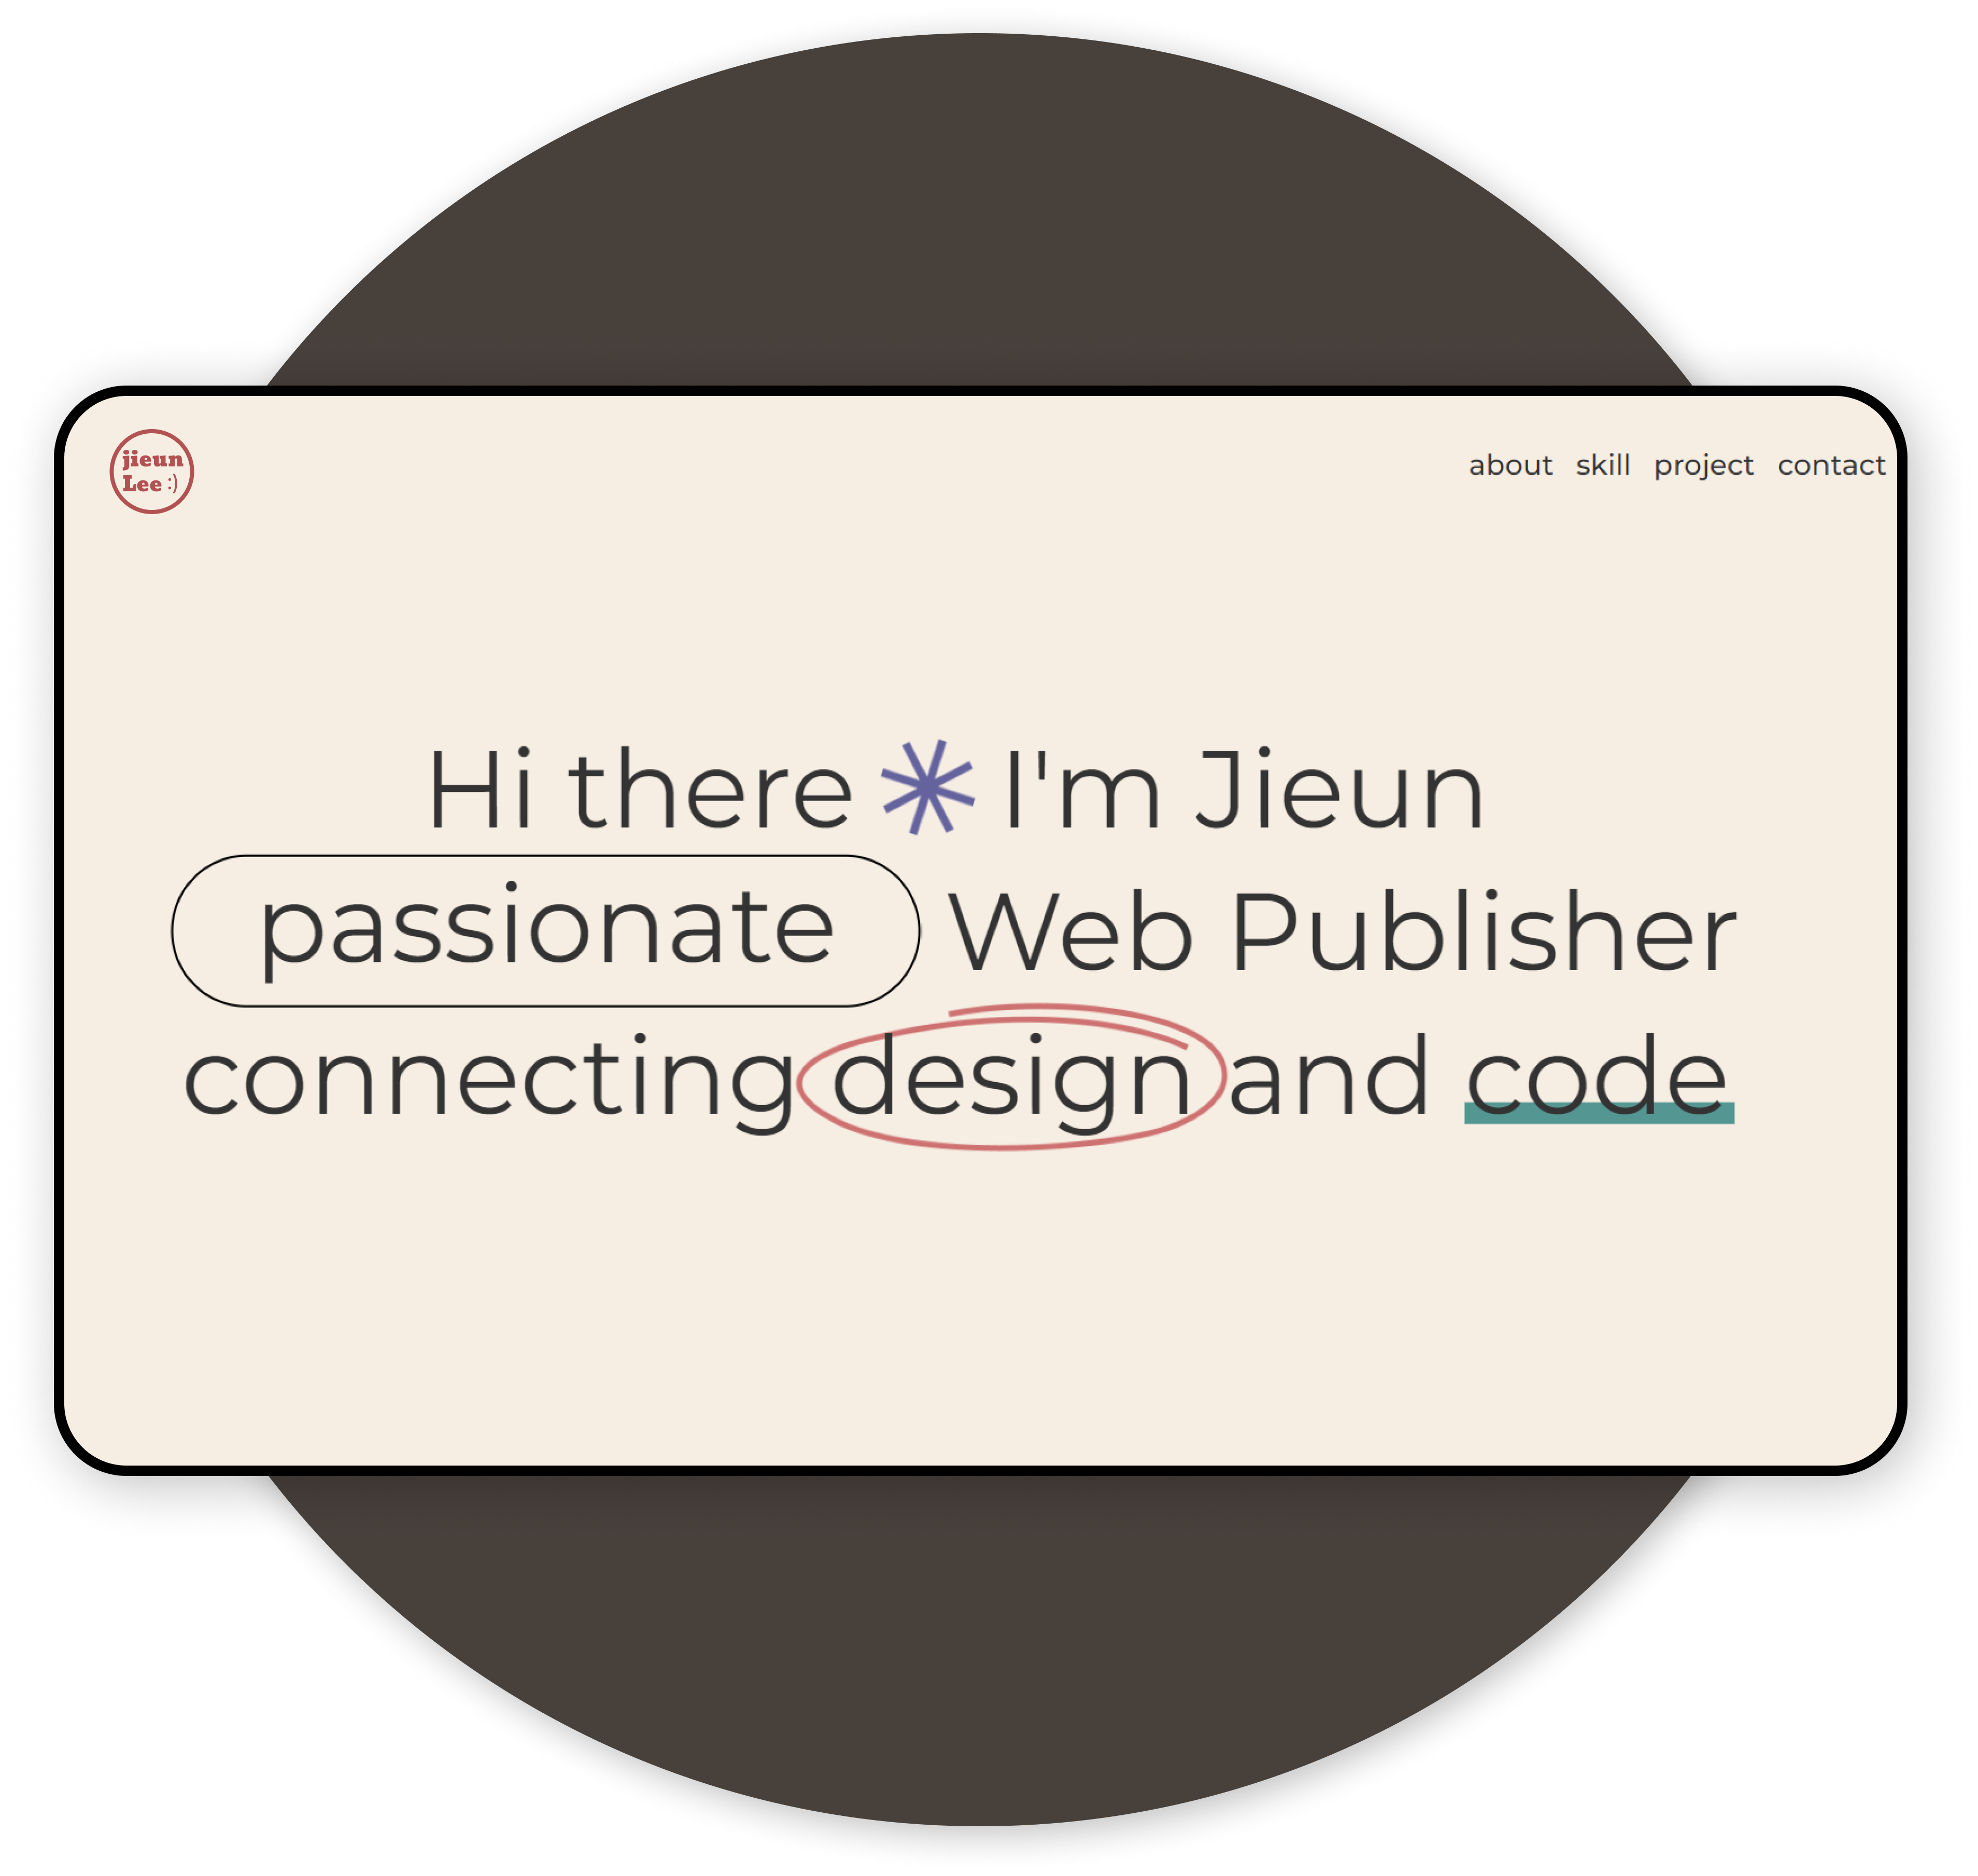 jieun
Lee :)
about skill project contact
Hi there I'm Jieun
passionate Web Publisher
connecting design and code